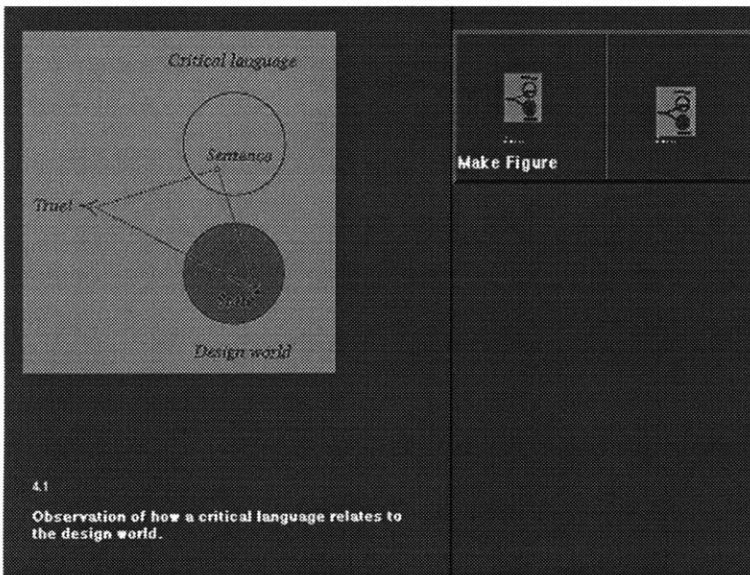 Critical language
Sentence
True!
State
Design world
Make Figure
4.1
Observation of how a critical language relates to
the design world.